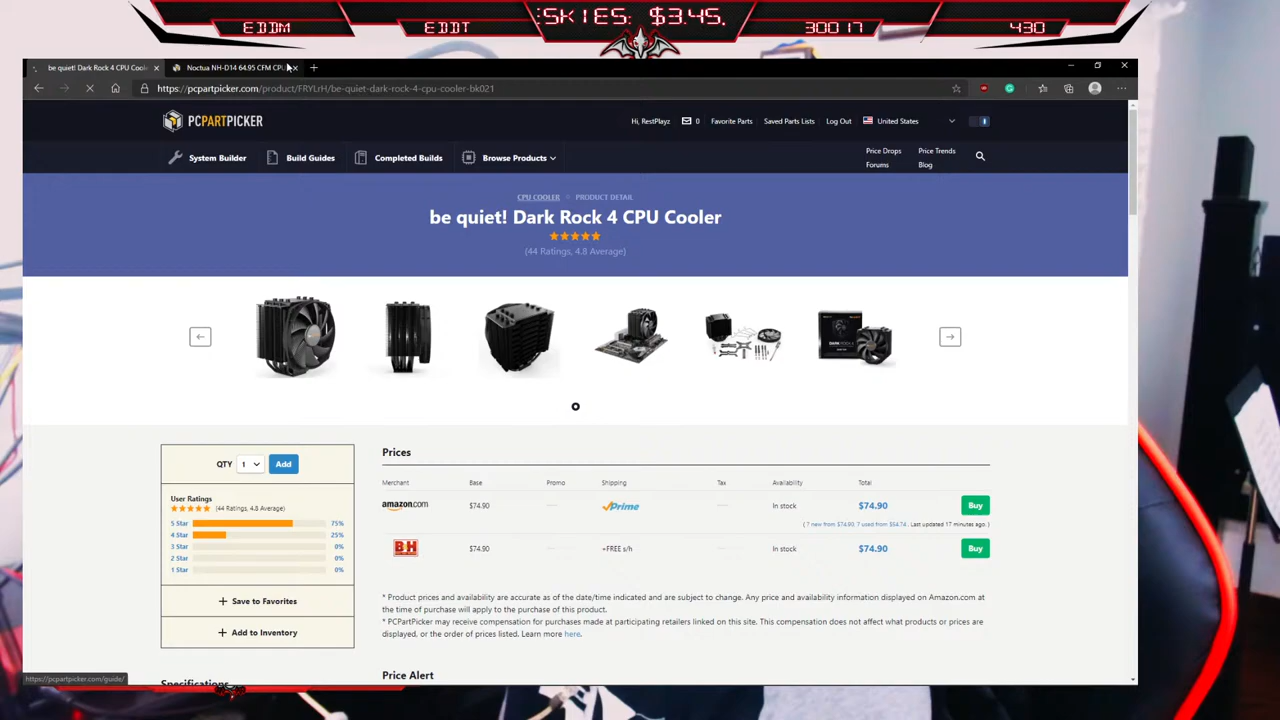 EDDM
EDDT
SKIES: $3.45.
30017
430
be quiet! Dark Rock 4 CPU Cool
Noctua NH-D14 64.95 CFM CPU
https://pcpartpicker.com/product/FRYLrH/be-quiet-dark-rock-4-cpu-cooler-bk021
PCPARTPICKER
Hi, RestPlayz
0
Favorite Parts
Saved Parts Lists
Log Out
United States
System Builder
Build Guides
Completed Builds
Browse Products
Price Drops
Price Trends
Forums
Blog
CPU COOLER
PRODUCT DETAIL
be quiet! Dark Rock 4 CPU Cooler
(44 Ratings, 4.8 Average)
QTY 1 Add
User Ratings
(44 Ratings, 4.8 Average)
5 Star 75%
4 Star 25%
3 Star 0%
2 Star 0%
1 Star 0%
+ Save to Favorites
+ Add to Inventory
Specifications
Prices
Merchant Base Promo Shipping Tax Availability Total
amazon.com $74.90 Prime In stock $74.90 Buy
( 7 new from $74.90, 7 used from $54.74 . Last updated 17 minutes ago. )
B&H $74.90 +FREE s/h In stock $74.90 Buy
* Product prices and availability are accurate as of the date/time indicated and are subject to change. Any price and availability information displayed on Amazon.com at
the time of purchase will apply to the purchase of this product.
* PCPartPicker may receive compensation for purchases made at participating retailers linked on this site. This compensation does not affect what products or prices are
displayed, or the order of prices listed. Learn more here.
Price Alert
https://pcpartpicker.com/guide/